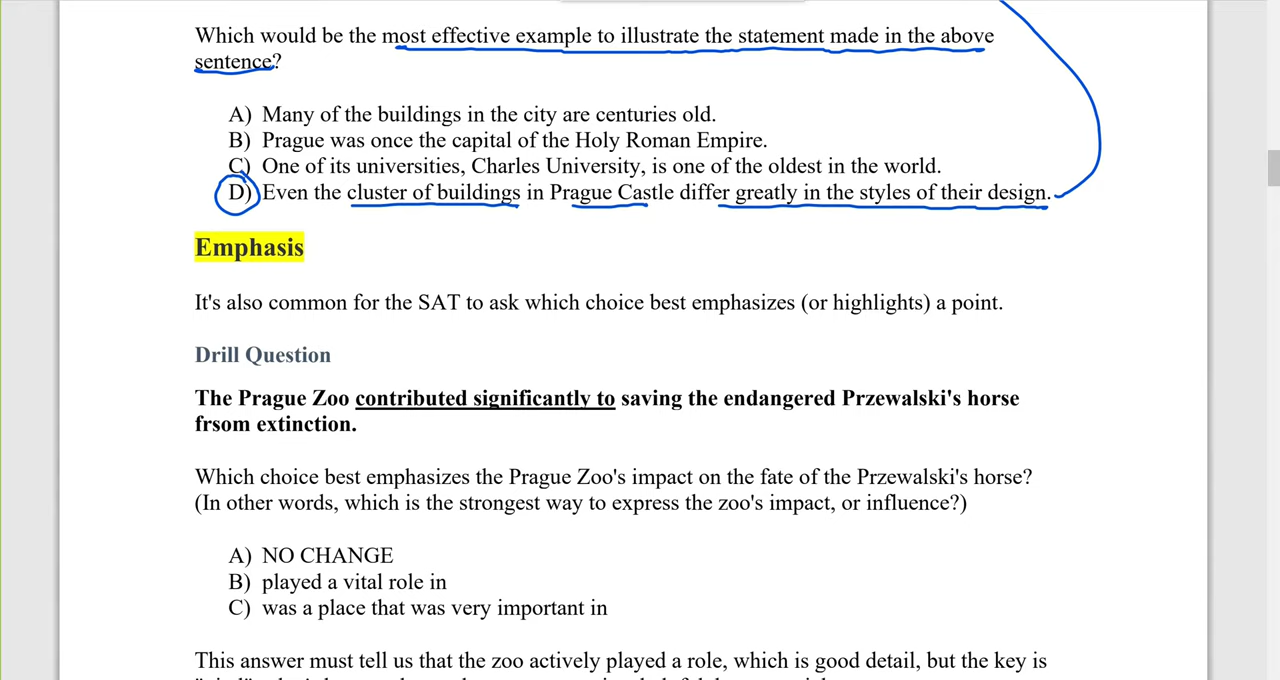 Which would be the most effective example to illustrate the statement made in the above
sentence?
A) Many of the buildings in the city are centuries old.
B) Prague was once the capital of the Holy Roman Empire.
C) One of its universities, Charles University, is one of the oldest in the world.
D) Even the cluster of buildings in Prague Castle differ greatly in the styles of their design.
Emphasis
It's also common for the SAT to ask which choice best emphasizes (or highlights) a point.
Drill Question
The Prague Zoo contributed significantly to saving the endangered Przewalski's horse
frsom extinction.
Which choice best emphasizes the Prague Zoo's impact on the fate of the Przewalski's horse?
(In other words, which is the strongest way to express the zoo's impact, or influence?)
A) NO CHANGE
B) played a vital role in
C) was a place that was very important in
This answer must tell us that the zoo actively played a role, which is good detail, but the key is